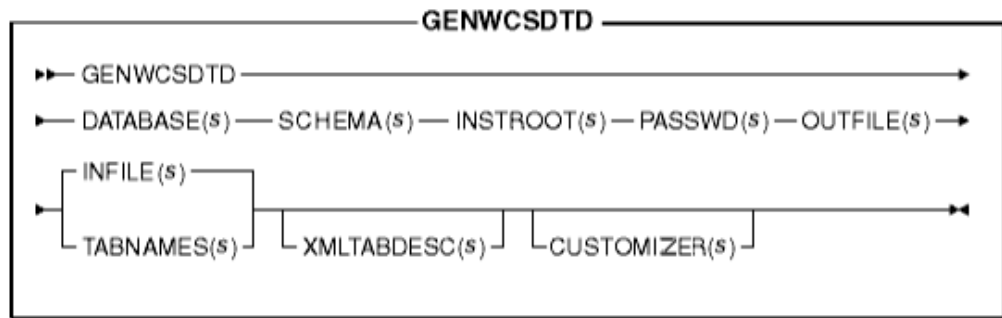 GENWCSDTD
GENWCSDTD
DATABASE(s) SCHEMA(s) INSTROOT(s) PASSWD(s) OUTFILE(s)
INFILE(s)
TABNAMES(s) XMLTABDESC(s) CUSTOMIZER(s)